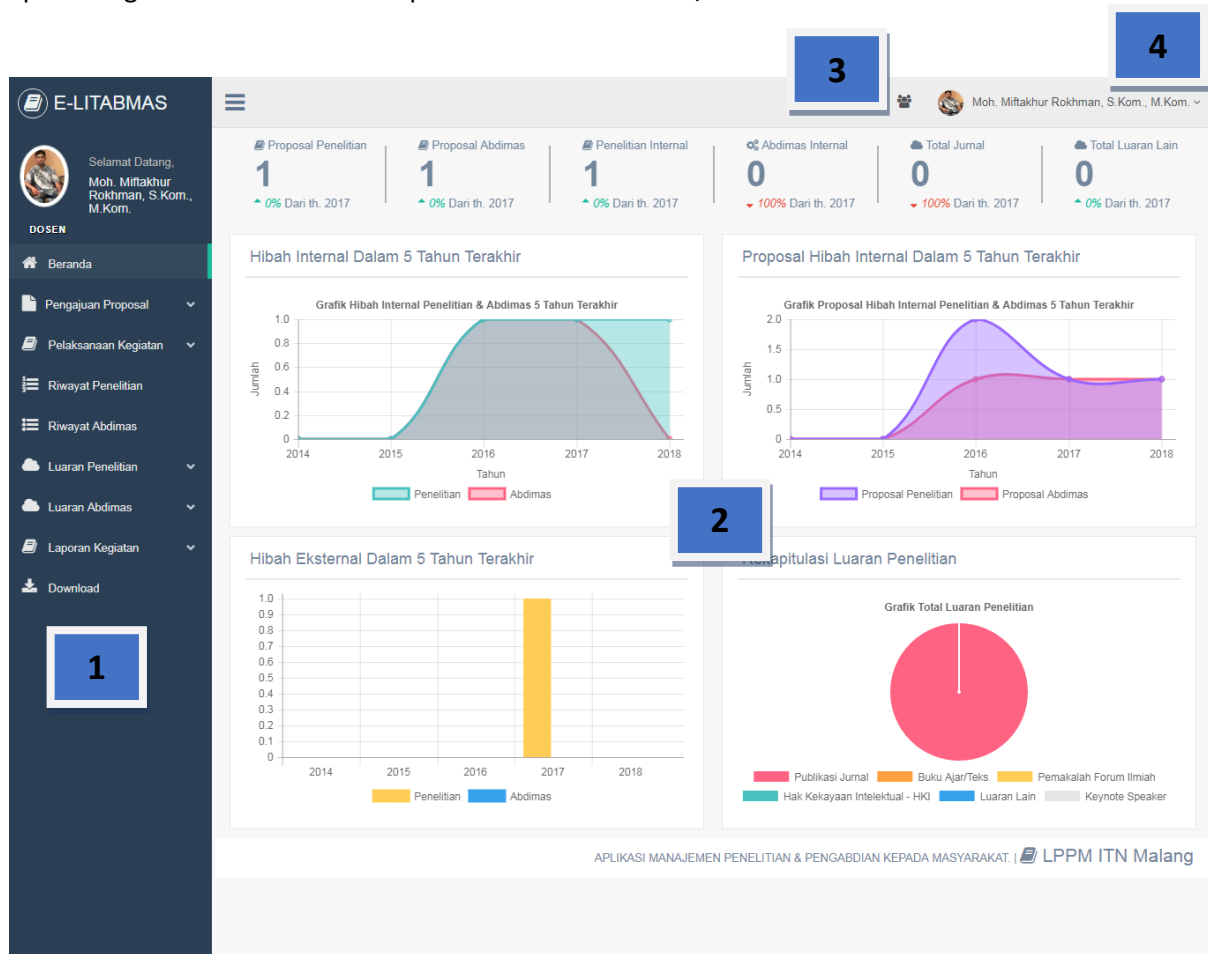 4
3
E-LITABMAS
Moh. Miftakhur Rokhman, S.Kom., M.Kom.
Selamat Datang,
Moh. Miftakhur
Rokhman, S.Kom.,
M.Kom.
DOSEN
Beranda
Pengajuan Proposal
Pelaksanaan Kegiatan
Riwayat Penelitian
Riwayat Abdimas
Luaran Penelitian
Luaran Abdimas
Laporan Kegiatan
Download
1
Proposal Penelitian
1
0% Dari th. 2017
Proposal Abdimas
1
0% Dari th. 2017
Penelitian Internal
1
0% Dari th. 2017
Abdimas Internal
0
100% Dari th. 2017
Total Jurnal
0
100% Dari th. 2017
Total Luaran Lain
0
0% Dari th. 2017
Hibah Internal Dalam 5 Tahun Terakhir
Grafik Hibah Internal Penelitian & Abdimas 5 Tahun Terakhir
1.0
0.8
0.6
0.4
0.2
0
Jumlah
2014 2015 2016 2017 2018
Tahun
Penelitian Abdimas
Proposal Hibah Internal Dalam 5 Tahun Terakhir
Grafik Proposal Hibah Internal Penelitian & Abdimas 5 Tahun Terakhir
2.0
1.5
1.0
0.5
0
Jumlah
2014 2015 2016 2017 2018
Tahun
Proposal Penelitian Proposal Abdimas
2
Hibah Eksternal Dalam 5 Tahun Terakhir
1.0
0.9
0.8
0.7
0.6
0.5
0.4
0.3
0.2
0.1
0
2014 2015 2016 2017 2018
Penelitian Abdimas
Luaran Penelitian
Grafik Total Luaran Penelitian
Publikasi Jurnal Buku Ajar/Teks Pemakalah Forum Ilmiah
Hak Kekayaan Intelektual - HKI Luaran Lain Keynote Speaker
APLIKASI MANAJEMEN PENELITIAN & PENGABDIAN KEPADA MASYARAKAT. | LPPM ITN Malang